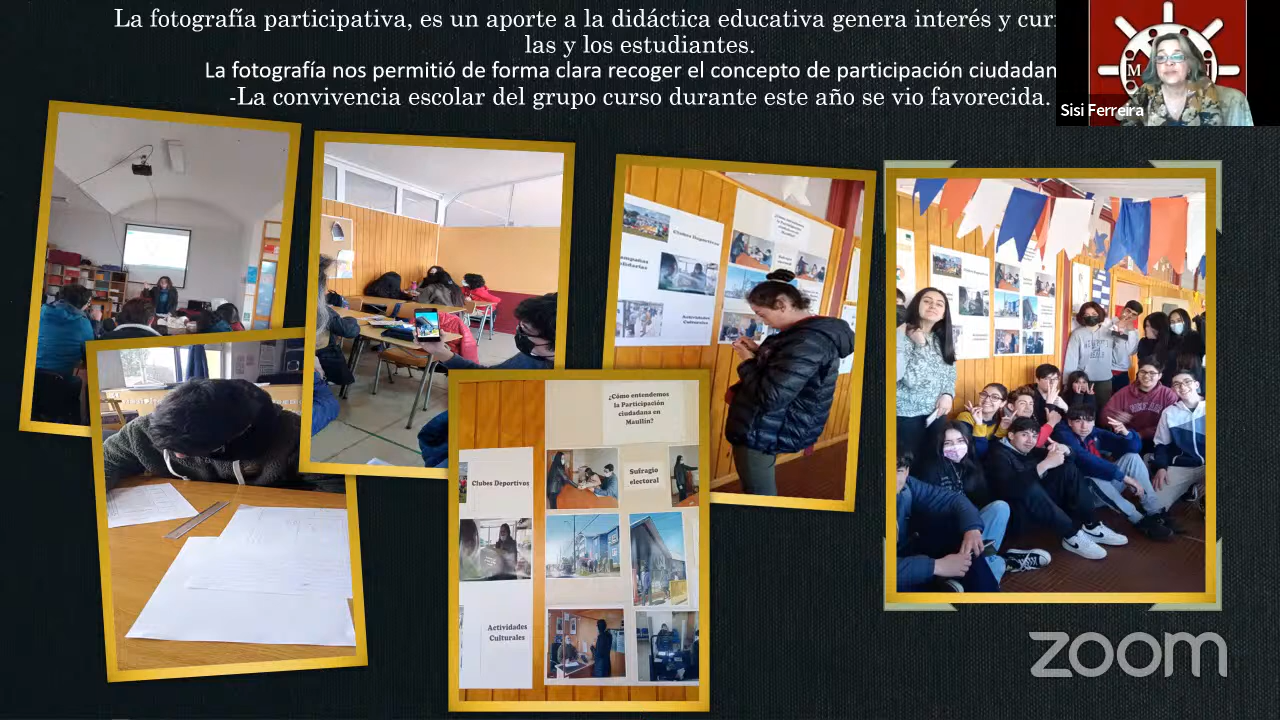 La fotografía participativa, es un aporte a la didáctica educativa genera interés y
las y los estudiantes.
La fotografía nos permitió de forma clara recoger el concepto de participación
-La convivencia escolar del grupo curso durante este año se vio favorecida.
Sisi Ferreira
M
Clubes Deportivos
Actividades
Culturales
¿Cómo entendemos
la Participación
ciudadana en
Maullín?
Sufragio
electoral
Clubes Deportivos
Actividades
Culturales
zoom